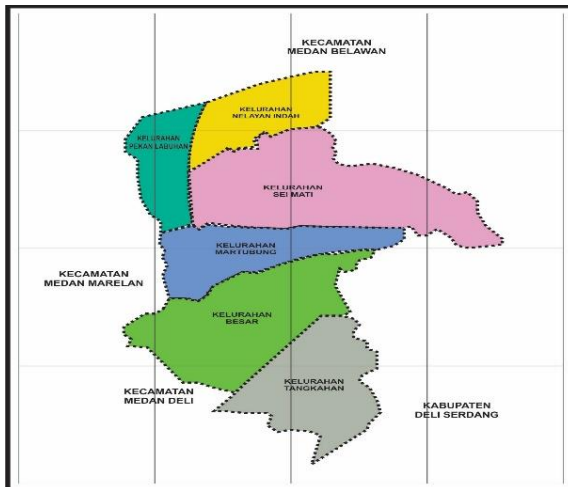 KECAMATAN
MEDAN BELAWAN
KELURAHAN
NELAYAN INDAH
KELURAHAN
PEKAN LABUHAN
KELURAHAN
SEI MATI
KELURAHAN
MARTUBUNG
KECAMATAN
MEDAN MARELAN
KELURAHAN
BESAR
KELURAHAN
TANGKAHAN
KECAMATAN
MEDAN DELI
KABUPATEN
DELI SERDANG